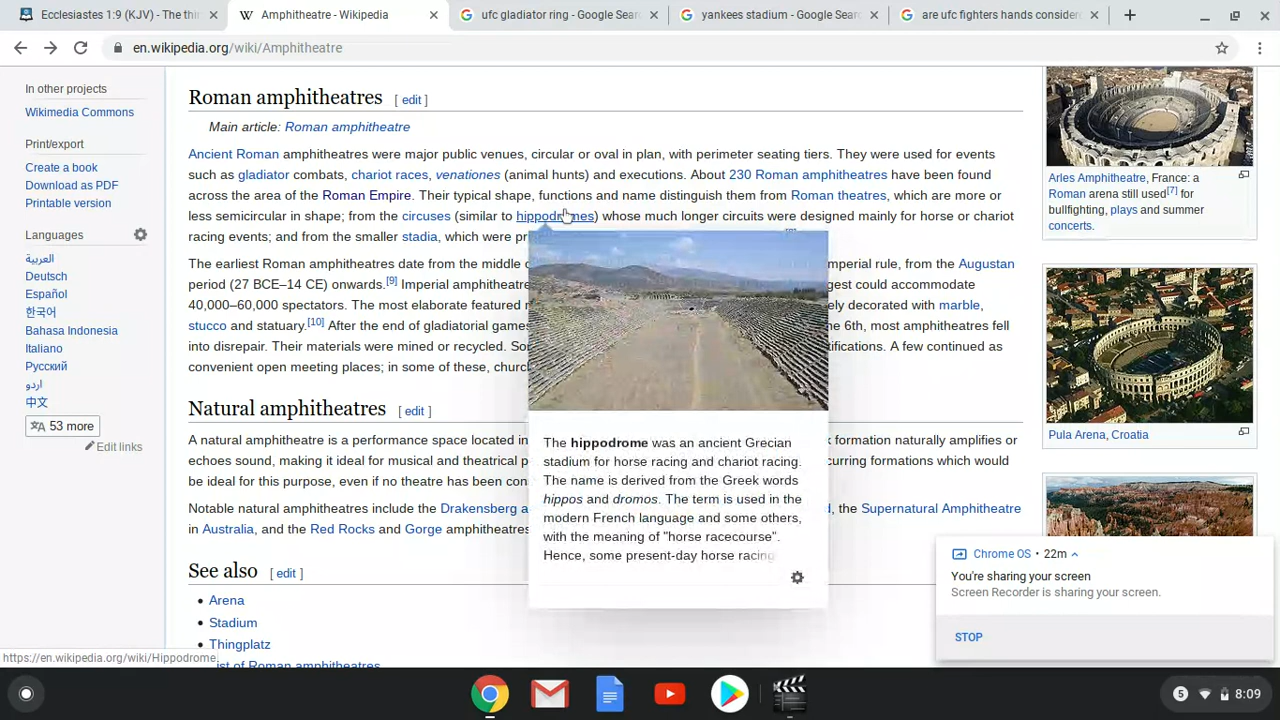 Ecclesiastes 1:9 (KJV) - The thin
Amphitheatre - Wikipedia
ufc gladiator ring - Google Sear
yankees stadium - Google Searc
are ufc fighters hands consider
en.wikipedia.org/wiki/Amphitheatre
In other projects
Wikimedia Commons
Print/export
Create a book
Download as PDF
Printable version
Languages
العربية
Deutsch
Español
한국어
Bahasa Indonesia
Italiano
Русский
اردو
中文
53 more
Edit links
Roman amphitheatres [ edit ]
Main article: Roman amphitheatre
Ancient Roman amphitheatres were major public venues, circular or oval in plan, with perimeter seating tiers. They were used for events
such as gladiator combats, chariot races, venationes (animal hunts) and executions. About 230 Roman amphitheatres have been found
across the area of the Roman Empire. Their typical shape, functions and name distinguish them from Roman theatres, which are more or
less semicircular in shape; from the circuses (similar to hippodromes) whose much longer circuits were designed mainly for horse or chariot
racing events; and from the smaller stadia, which were pr
The earliest Roman amphitheatres date from the middle o mperial rule, from the Augustan
period (27 BCE–14 CE) onwards.[9] Imperial amphitheatre gest could accommodate
40,000–60,000 spectators. The most elaborate featured m ely decorated with marble,
stucco and statuary.[10] After the end of gladiatorial games e 6th, most amphitheatres fell
into disrepair. Their materials were mined or recycled. So tifications. A few continued as
convenient open meeting places; in some of these, churc
Natural amphitheatres [ edit ]
A natural amphitheatre is a performance space located in k formation naturally amplifies or
echoes sound, making it ideal for musical and theatrical p curring formations which would
be ideal for this purpose, even if no theatre has been con
Notable natural amphitheatres include the Drakensberg a d, the Supernatural Amphitheatre
in Australia, and the Red Rocks and Gorge amphitheatres
See also [ edit ]
Arena
Stadium
Thingplatz
ist of Roman amphitheatres
The hippodrome was an ancient Grecian
stadium for horse racing and chariot racing.
The name is derived from the Greek words
hippos and dromos. The term is used in the
modern French language and some others,
with the meaning of "horse racecourse".
Hence, some present-day horse racing
Arles Amphitheatre, France: a
Roman arena still used[7] for
bullfighting, plays and summer
concerts.
Pula Arena, Croatia
Chrome OS • 22m
You're sharing your screen
Screen Recorder is sharing your screen.
STOP
https://en.wikipedia.org/wiki/Hippodrome
5 8:09